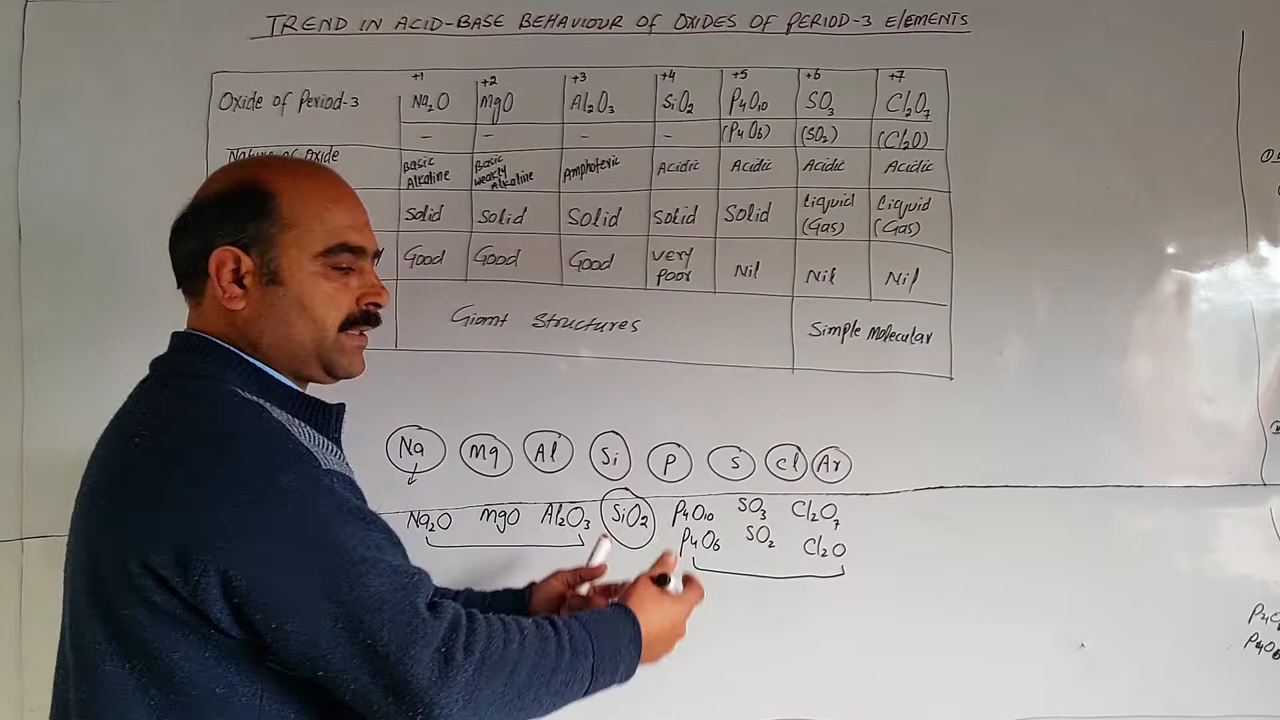 TREND IN ACID-BASE BEHAVIOUR OF OXIDES OF PERIOD-3 ElEMENTS
+1 +2 +3 +4 +5 +6 +7
Oxide of Period-3 Na₂O MgO Al₂O₃ SiO₂ P₄O₁₀ SO₃ Cl₂O₇
- - - - (P₄O₆) (SO₂) (Cl₂O)
Nature of Oxide Basic Alkaline Basic weakly Alkaline Amphoteric Acidic Acidic Acidic Acidic
Solid Solid Solid Solid Solid Liquid (Gas) Liquid (Gas)
Good Good Good very poor Nil Nil Nil
Giant Structures Simple Molecular
Na Mg Al Si P S Cl Ar
Na₂O MgO Al₂O₃ SiO₂ P₄O₁₀ SO₃ Cl₂O₇
P₄O₆ SO₂ Cl₂O